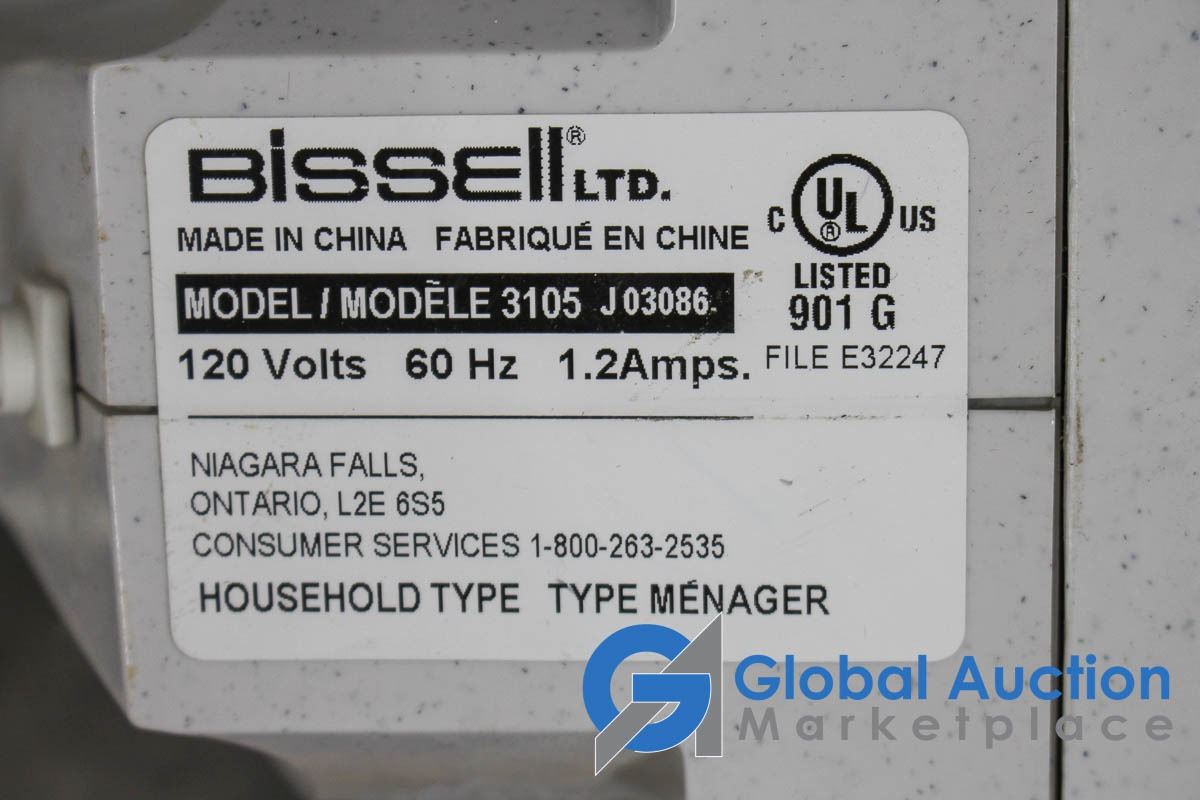 BISSELL® LTD.
MADE IN CHINA FABRIQUÉ EN CHINE
MODEL / MODÈLE 3105 J03086
120 Volts 60 Hz 1.2Amps.
C UL® US
LISTED
901 G
FILE E32247
NIAGARA FALLS,
ONTARIO, L2E 6S5
CONSUMER SERVICES 1-800-263-2535
HOUSEHOLD TYPE TYPE MÉNAGER
GA Global Auction
Marketplace